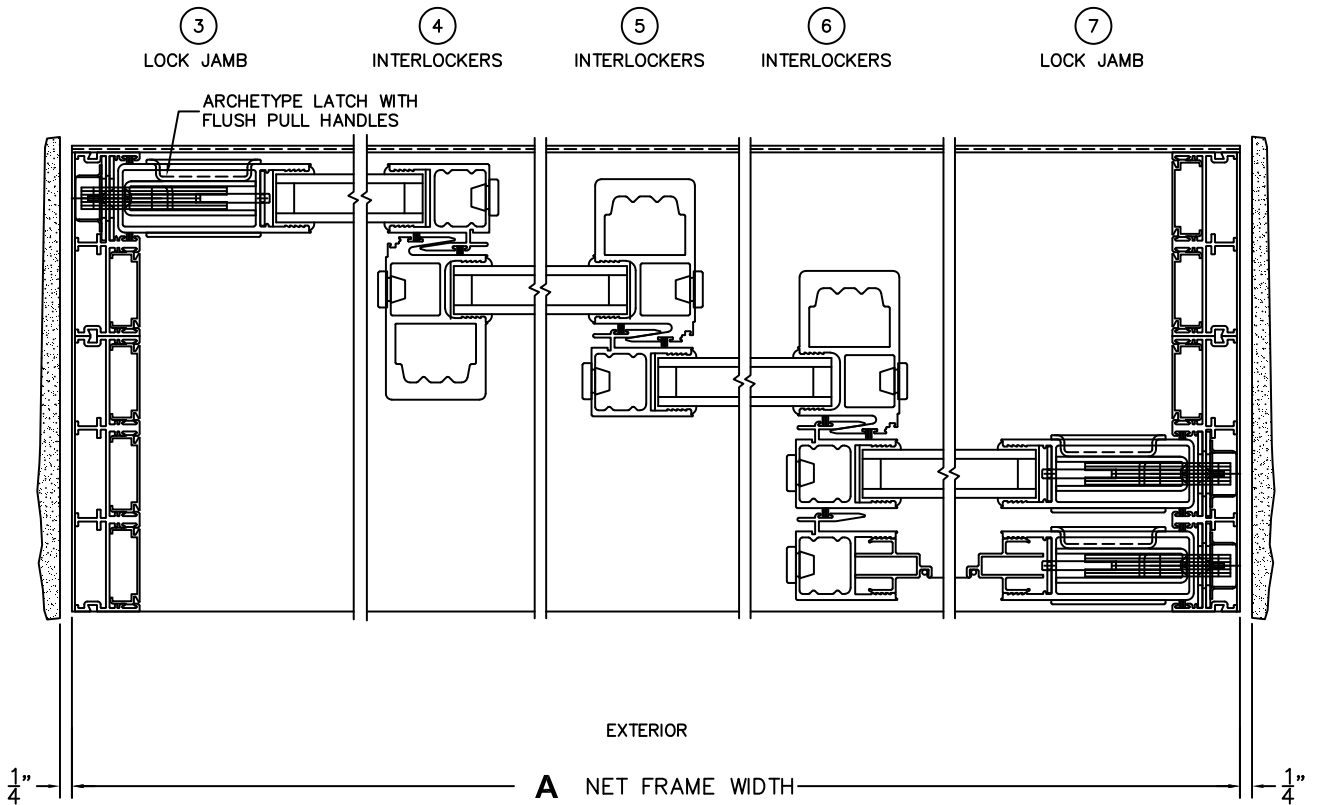 3 4 5 6 7
LOCK JAMB INTERLOCKERS INTERLOCKERS INTERLOCKERS LOCK JAMB
ARCHETYPE LATCH WITH
FLUSH PULL HANDLES
EXTERIOR
1/4" A NET FRAME WIDTH 1/4"